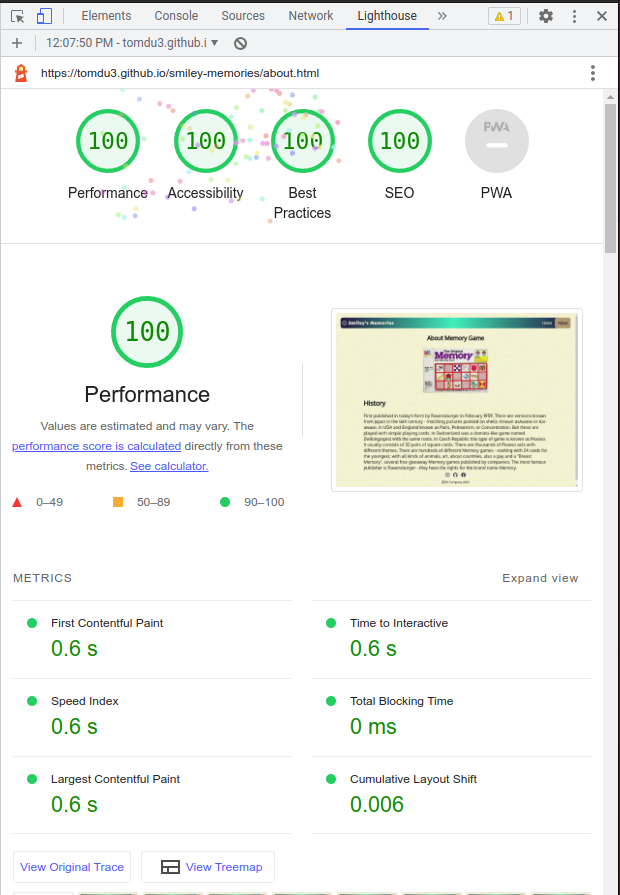 Elements Console Sources Network Lighthouse » 1
12:07:50 PM - tomdu3.github.i
https://tomdu3.github.io/smiley-memories/about.html
100 100 100 100 PWA
Performance Accessibility Best Practices SEO PWA
100
Performance
Values are estimated and may vary. The
performance score is calculated directly from these
metrics. See calculator.
0–49 50–89 90–100
Smiley's Memories Home About
About Memory Game
Memory
History
METRICS Expand view
First Contentful Paint
0.6 s
Time to Interactive
0.6 s
Speed Index
0.6 s
Total Blocking Time
0 ms
Largest Contentful Paint
0.6 s
Cumulative Layout Shift
0.006
View Original Trace View Treemap